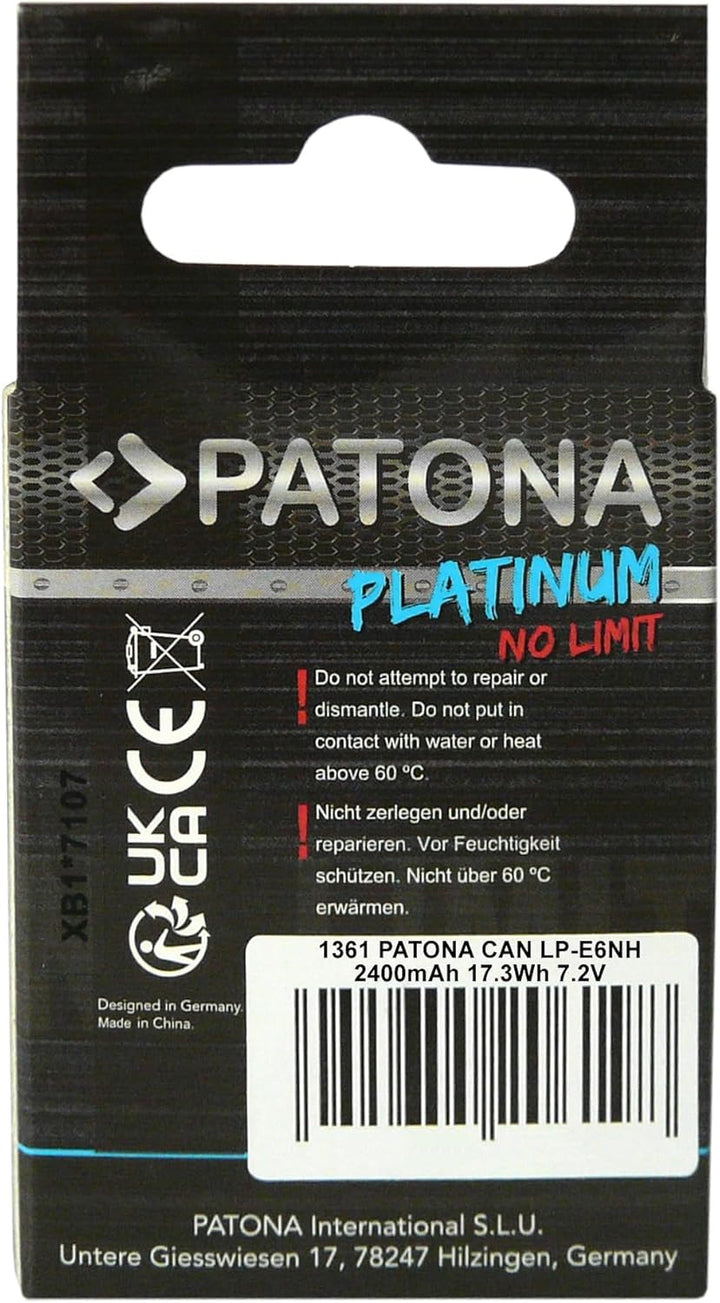 PATONA
PLATINUM
NO LIMIT
! Do not attempt to repair or
dismantle. Do not put in
contact with water or heat
above 60 ºC.
! Nicht zerlegen und/oder
reparieren. Vor Feuchtigkeit
schützen. Nicht über 60 ºC
erwärmen.
CE
UK
CA
XB1*7107
Designed in Germany.
Made in China.
1361 PATONA CAN LP-E6NH
2400mAh 17.3Wh 7.2V
PATONA International S.L.U.
Untere Giesswiesen 17, 78247 Hilzingen, Germany